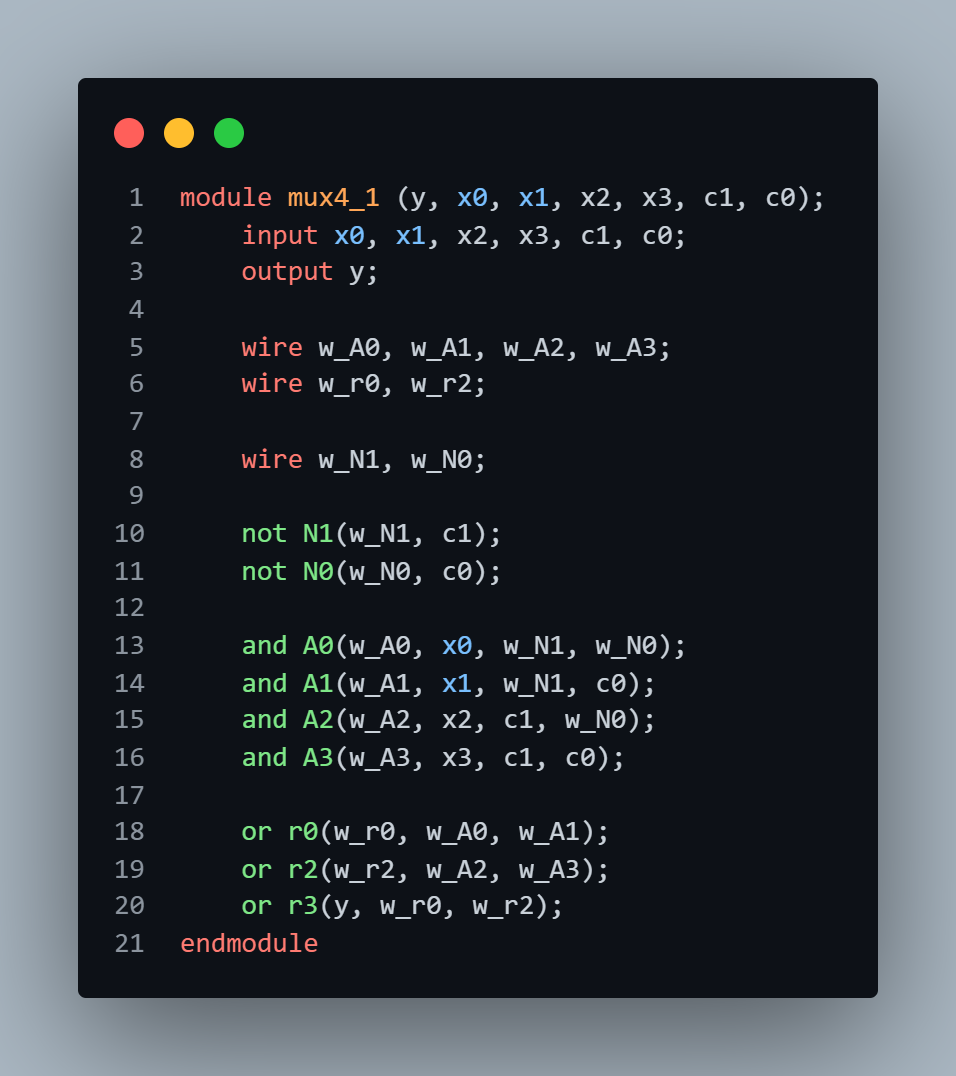 1 module mux4_1 (y, x0, x1, x2, x3, c1, c0);
2     input x0, x1, x2, x3, c1, c0;
3     output y;
4
5     wire w_A0, w_A1, w_A2, w_A3;
6     wire w_r0, w_r2;
7
8     wire w_N1, w_N0;
9
10     not N1(w_N1, c1);
11     not N0(w_N0, c0);
12
13     and A0(w_A0, x0, w_N1, w_N0);
14     and A1(w_A1, x1, w_N1, c0);
15     and A2(w_A2, x2, c1, w_N0);
16     and A3(w_A3, x3, c1, c0);
17
18     or r0(w_r0, w_A0, w_A1);
19     or r2(w_r2, w_A2, w_A3);
20     or r3(y, w_r0, w_r2);
21 endmodule